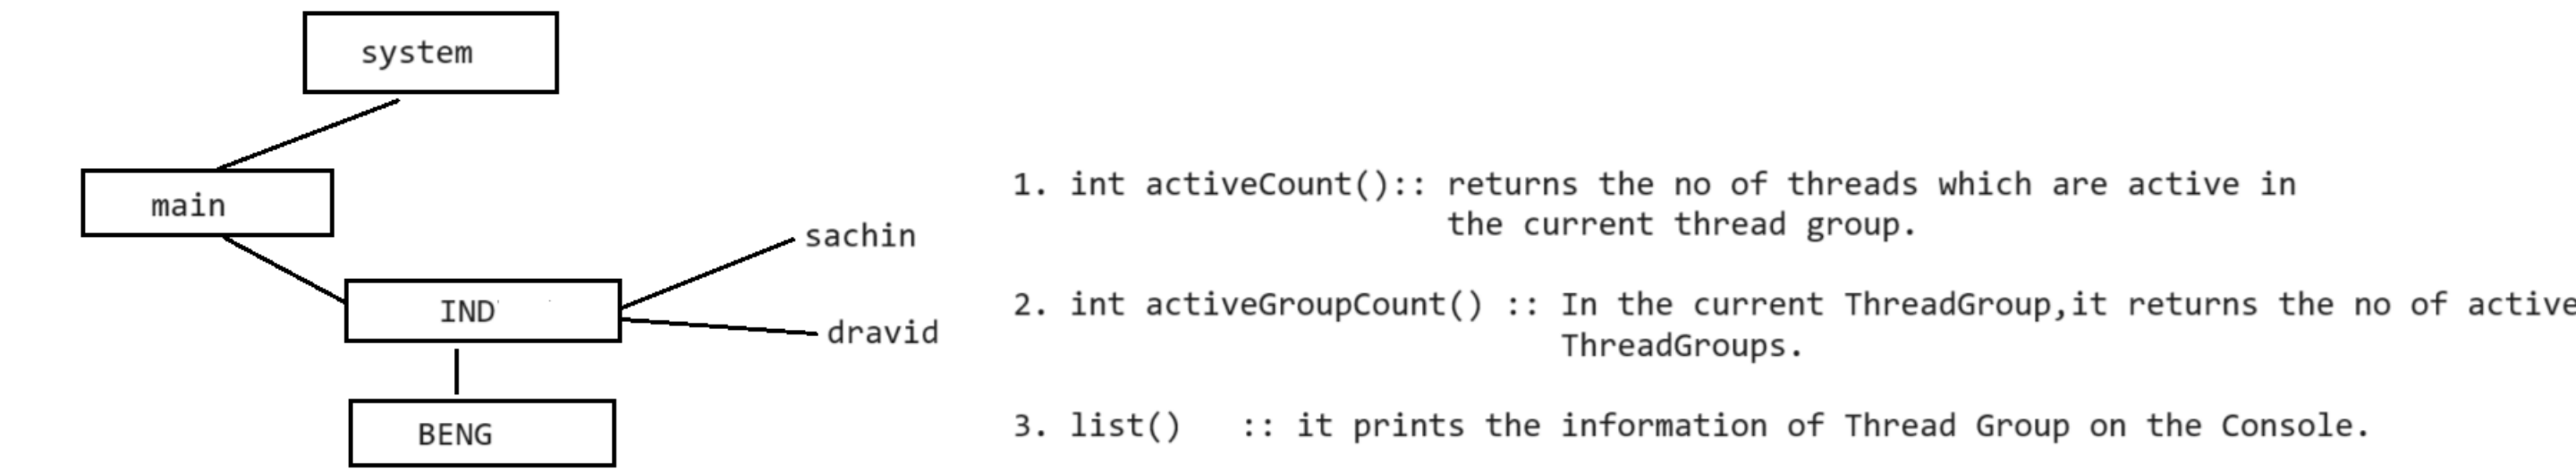 system
main
IND
sachin
dravid
BENG
1. int activeCount():: returns the no of threads which are active in
the current thread group.
2. int activeGroupCount() :: In the current ThreadGroup,it returns the no of active
ThreadGroups.
3. list() :: it prints the information of Thread Group on the Console.